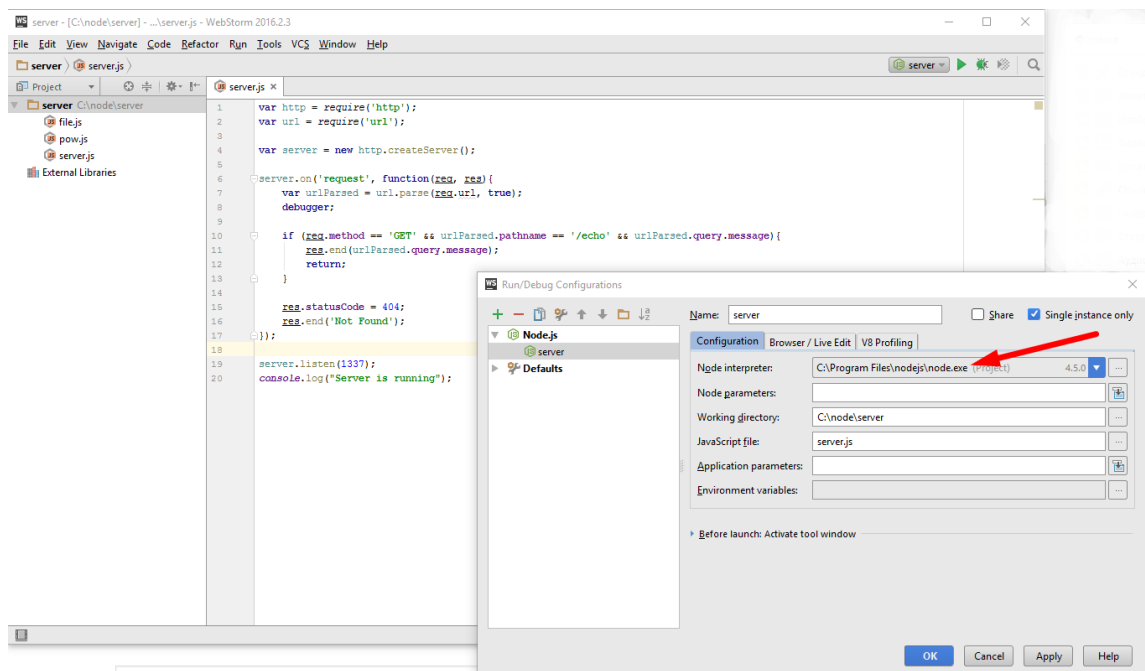 server - [C:\node\server] - ...\server.js - WebStorm 2016.2.3
File Edit View Navigate Code Refactor Run Tools VCS Window Help
server server.js server
Project server.js
server C:\node\server
file.js
pow.js
server.js
External Libraries
1 var http = require('http');
2 var url = require('url');
3
4 var server = new http.createServer();
5
6 server.on('request', function(req, res){
7 var urlParsed = url.parse(req.url, true);
8 debugger;
9
10 if (req.method == 'GET' && urlParsed.pathname == '/echo' && urlParsed.query.message){
11 res.end(urlParsed.query.message);
12 return;
13 }
14
15 res.statusCode = 404;
16 res.end('Not Found');
17 });
18
19 server.listen(1337);
20 console.log("Server is running");
Run/Debug Configurations
Node.js
server
Defaults
Name: server Share Single instance only
Configuration Browser / Live Edit V8 Profiling
Node interpreter: C:\Program Files\nodejs\node.exe (Project) 4.5.0
Node parameters:
Working directory: C:\node\server
JavaScript file: server.js
Application parameters:
Environment variables:
Before launch: Activate tool window
OK Cancel Apply Help